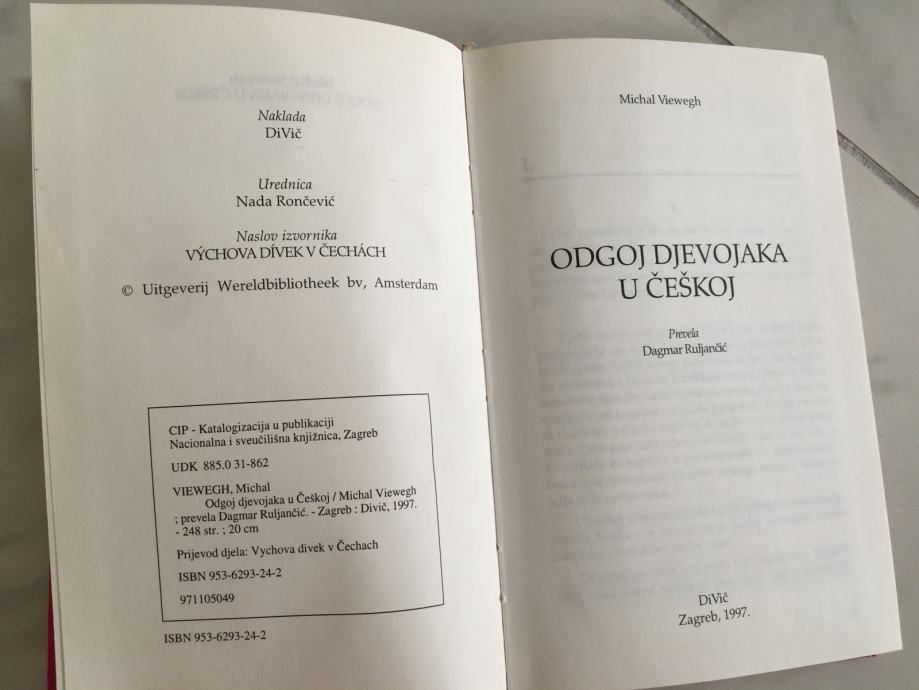 Naklada
DiVič
Urednica
Nada Rončević
Naslov izvornika
VÝCHOVA DÍVEK V ČECHÁCH
© Uitgeverij Wereldbibliotheek bv, Amsterdam
CIP - Katalogizacija u publikaciji
Nacionalna i sveučilišna knjižnica, Zagreb
UDK 885.0 31-862
VIEWEGH, Michal
Odgoj djevojaka u Češkoj / Michal Viewegh
; prevela Dagmar Ruljančić. - Zagreb : Divič, 1997.
- 248 str. ; 20 cm
Prijevod djela: Vychova divek v Čechach
ISBN 953-6293-24-2
971105049
ISBN 953-6293-24-2
Michal Viewegh
ODGOJ DJEVOJAKA
U ČEŠKOJ
Prevela
Dagmar Ruljančić
DiVič
Zagreb, 1997.